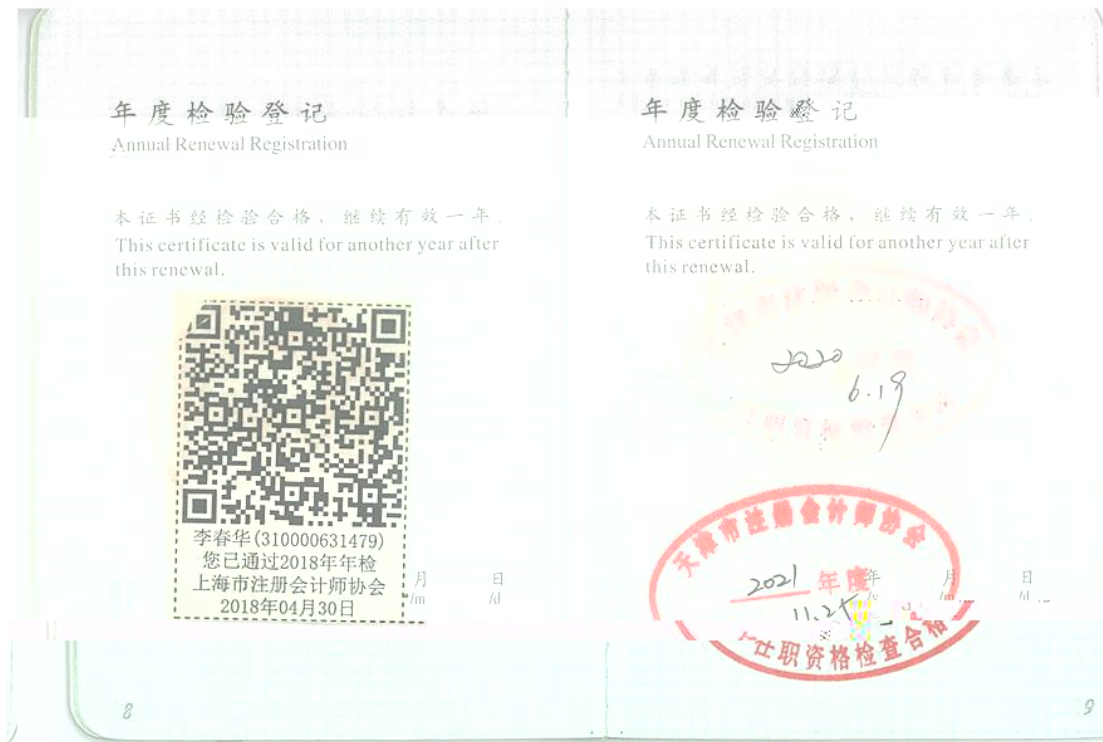 年度检验登记
Annual Renewal Registration
本证书经检验合格，继续有效一年.
This certificate is valid for another year after
this renewal.
李春华(310000631479)
您已通过2018年年检
上海市注册会计师协会
2018年04月30日
月 日
/m /d
8
年度检验登记
Annual Renewal Registration
本证书经检验合格，继续有效一年.
This certificate is valid for another year after
this renewal.
2020
6.19
天津市注册会计师协会
2021 年度
年 月 日
/y /m /d
任职资格检查合格
9